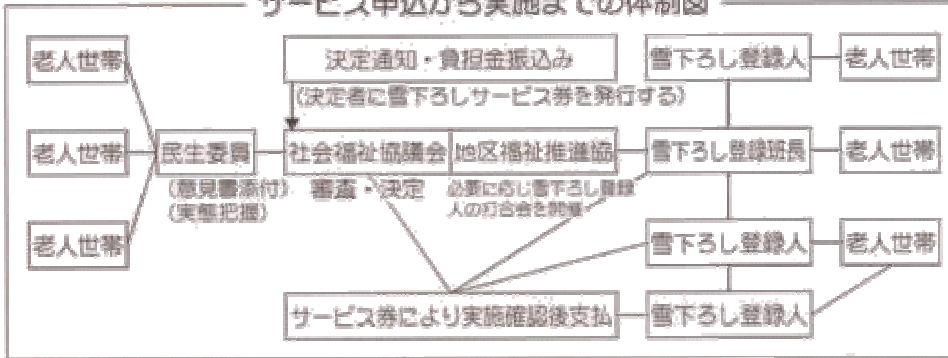 サービス申込から実施までの体制図
老人世帯
決定通知・負担金振込み
雪下ろし登録人
老人世帯
(決定者に雪下ろしサービス券を発行する)
老人世帯
民生委員
社会福祉協議会
地区福祉推進協
雪下ろし登録班長
老人世帯
(意見書添付)
審査・決定
必要に応じ雪下ろし登録
(実態把握)
人の打合会を開催
老人世帯
雪下ろし登録人
老人世帯
サービス券により実施確認後支払
雪下ろし登録人